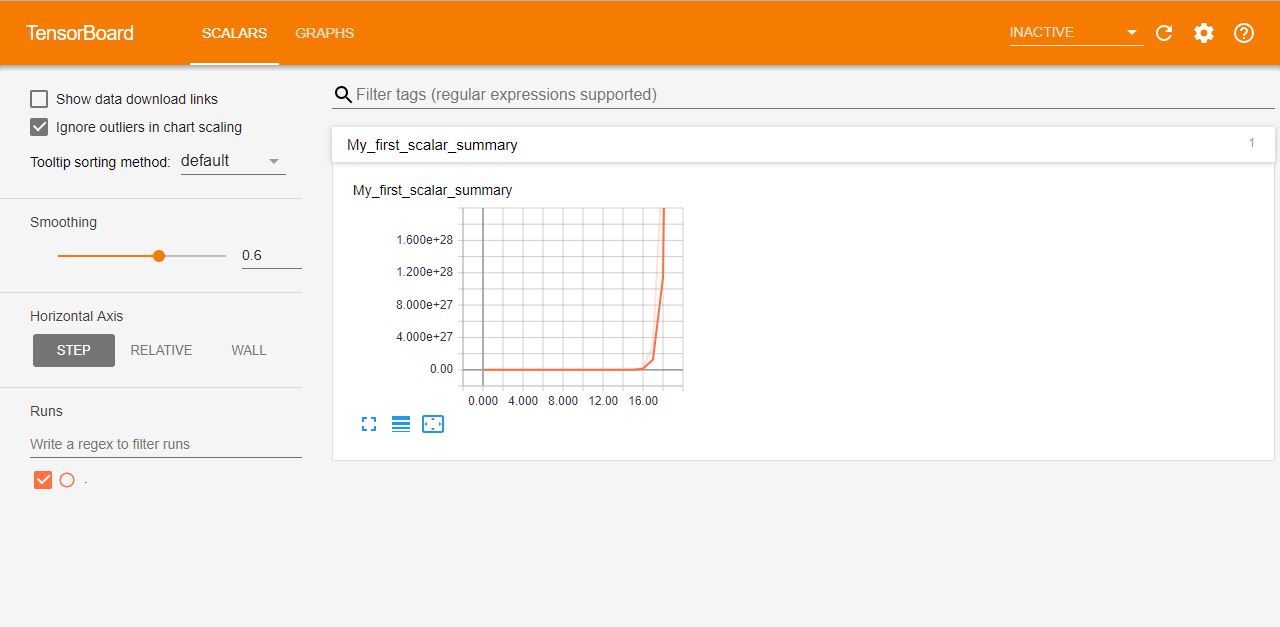 TensorBoard SCALARS GRAPHS INACTIVE
Show data download links
Ignore outliers in chart scaling
Tooltip sorting method: default
Smoothing
0.6
Horizontal Axis
STEP RELATIVE WALL
Runs
Write a regex to filter runs
.
Filter tags (regular expressions supported)
My_first_scalar_summary 1
My_first_scalar_summary
1.600e+28
1.200e+28
8.000e+27
4.000e+27
0.00
0.000 4.000 8.000 12.00 16.00